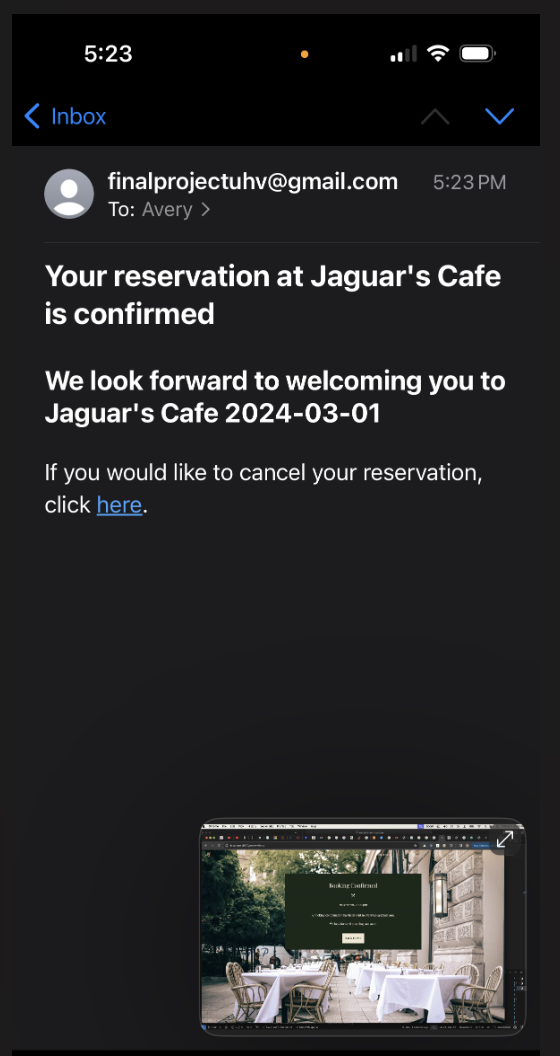 5:23
Inbox
finalprojectuhv@gmail.com 5:23 PM
To: Avery
Your reservation at Jaguar's Cafe
is confirmed
We look forward to welcoming you to
Jaguar's Cafe 2024-03-01
If you would like to cancel your reservation,
click here.
Booking Confirmed